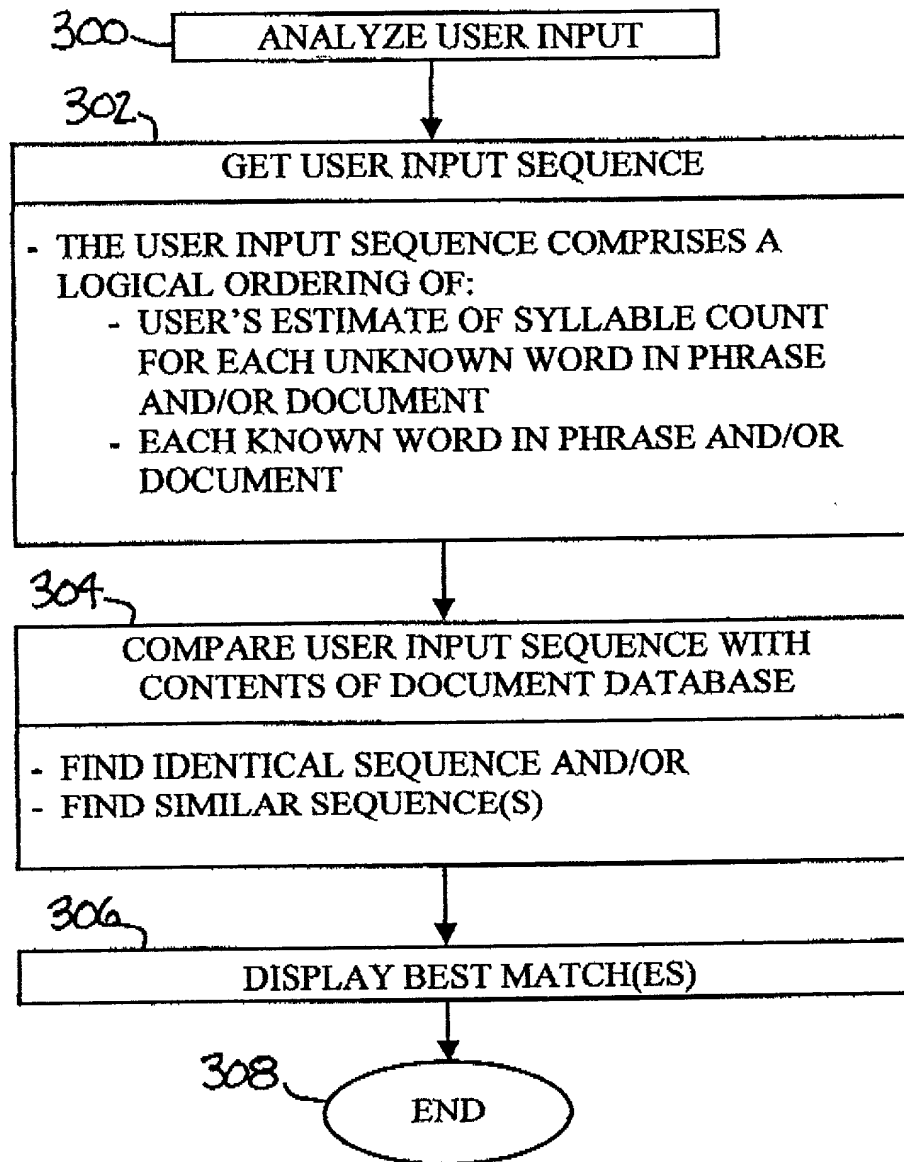 300 ANALYZE USER INPUT
302
GET USER INPUT SEQUENCE
- THE USER INPUT SEQUENCE COMPRISES A
LOGICAL ORDERING OF:
- USER'S ESTIMATE OF SYLLABLE COUNT
FOR EACH UNKNOWN WORD IN PHRASE
AND/OR DOCUMENT
- EACH KNOWN WORD IN PHRASE AND/OR
DOCUMENT
304
COMPARE USER INPUT SEQUENCE WITH
CONTENTS OF DOCUMENT DATABASE
- FIND IDENTICAL SEQUENCE AND/OR
- FIND SIMILAR SEQUENCE(S)
306
DISPLAY BEST MATCH(ES)
308
END